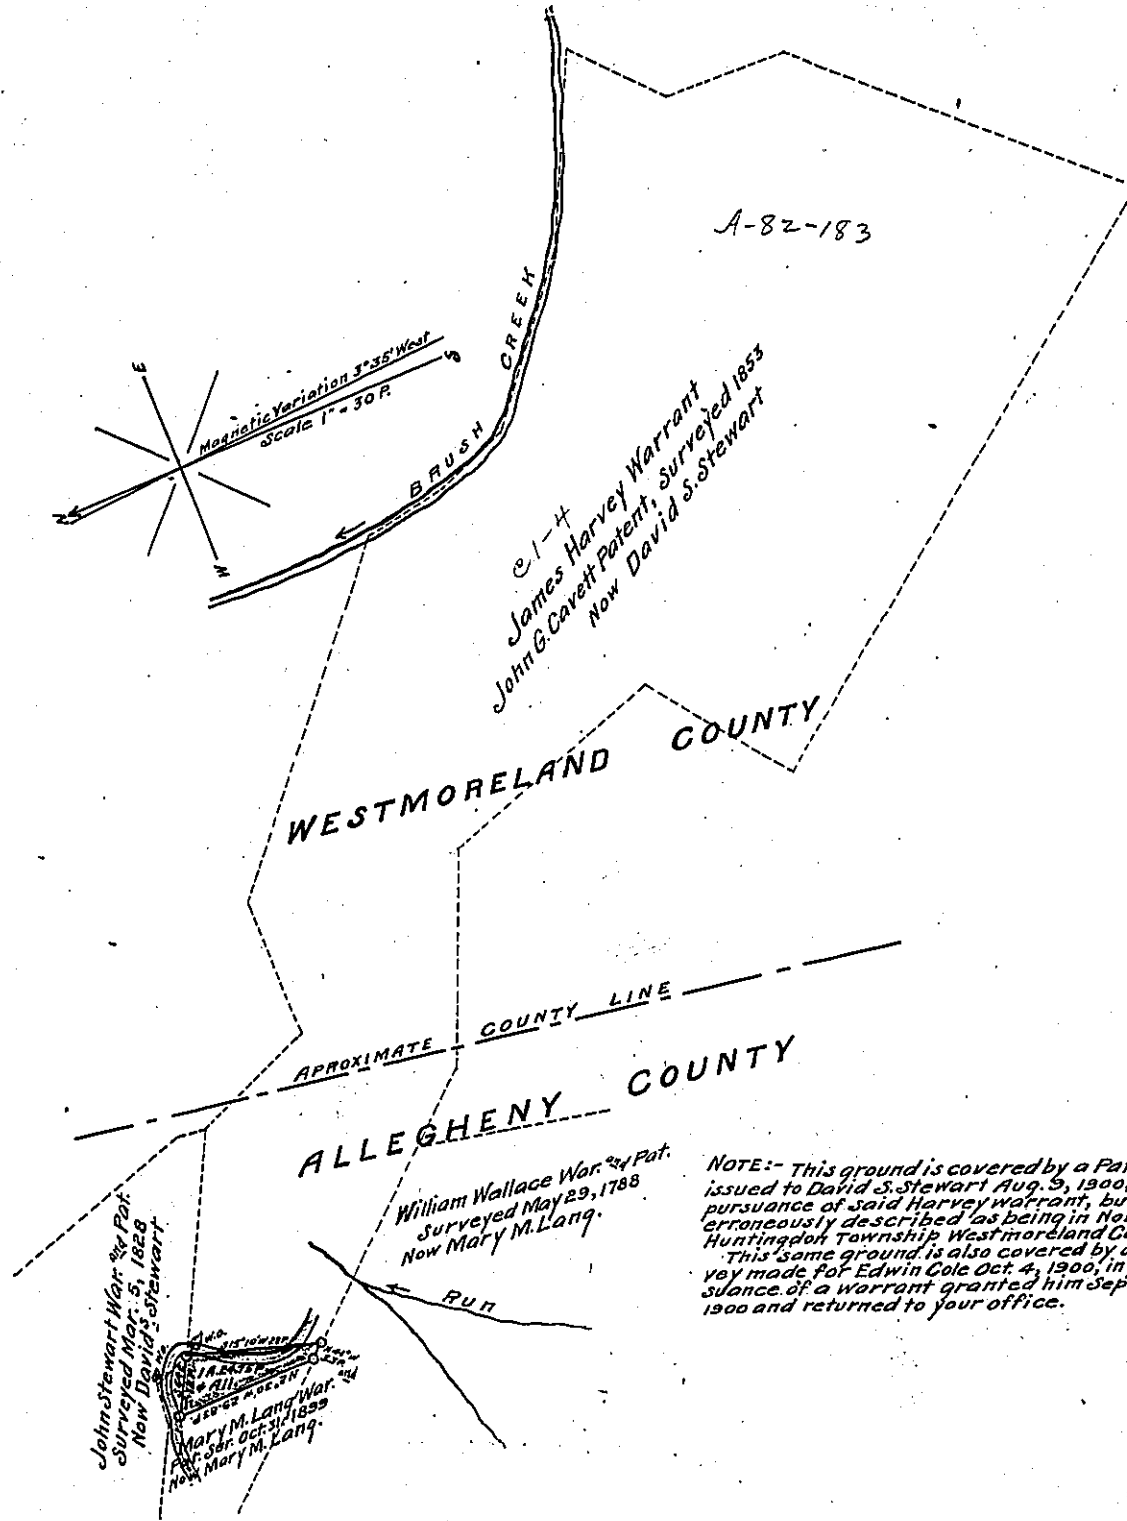 A-82-183
BRUSH CREEK
E
Magnetic Variation 3°35' West
Scale 1" = 30 P.
S
N
W
C1-4
James Harvey Warrant
John G. Cavett Patent, Surveyed 1853
Now David S. Stewart
WESTMORELAND COUNTY
APROXIMATE COUNTY LINE
ALLEGHENY COUNTY
William Wallace War. and Pat.
Surveyed May 29, 1788
Now Mary M. Lang.
Run
NOTE:- This ground is covered by a Pa
issued to David S. Stewart Aug. 9, 1900,
pursuance of said Harvey warrant, bu
erroneously described as being in No
Huntingdon Township Westmoreland C
This same ground is also covered by a
vey made for Edwin Cole Oct. 4, 1900, in
suance of a warrant granted him Sep
1900 and returned to your office.
John Stewart War. and Pat.
Surveyed Mar. 5, 1828
Now David S. Stewart
W.O.
Mary M. Lang War. and
Pat. Sur. Oct. 31, 1899
Now Mary M. Lang.